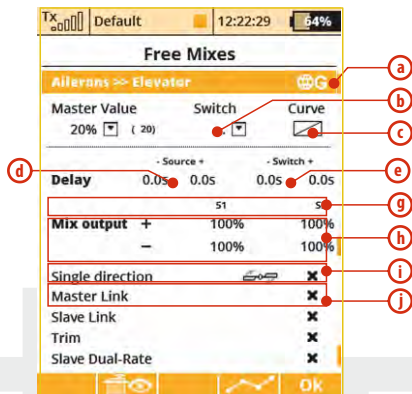 Tx Default 12:22:29 64%
Free Mixes
Ailerons >> Elevator G
Master Value Switch Curve
20% ( 20) ...
- Source + - Switch +
Delay 0.0s 0.0s 0.0s 0.0s
S1 S
Mix output + 100% 100%
− 100% 100%
Single direction ✖
Master Link ✖
Slave Link ✖
Trim ✖
Slave Dual-Rate ✖
Ok
a
b
c
d
e
g
h
i
j